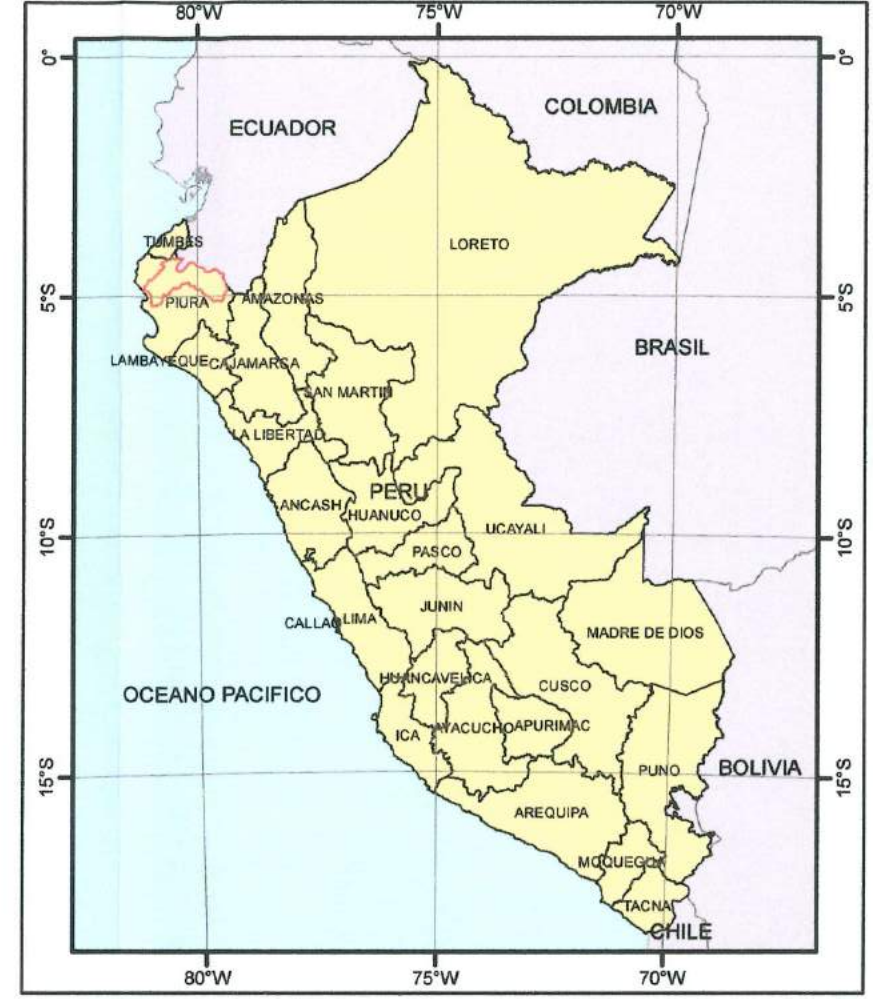 80°W 75°W 70°W
0° 0°
COLOMBIA
ECUADOR
TUMBES
LORETO
5°S 5°S
AMAZONAS
PIURA
BRASIL
LAMBAYEQUE
CAJAMARCA
SAN MARTIN
LA LIBERTAD
PERU
ANCASH
HUANUCO
UCAYALI
10°S 10°S
PASCO
JUNIN
CALLAO
LIMA
MADRE DE DIOS
HUANCAVELICA
CUSCO
OCEANO PACIFICO
AYACUCHO
APURIMAC
ICA
PUNO
BOLIVIA
15°S 15°S
AREQUIPA
MOQUEGUA
TACNA
CHILE
80°W 75°W 70°W